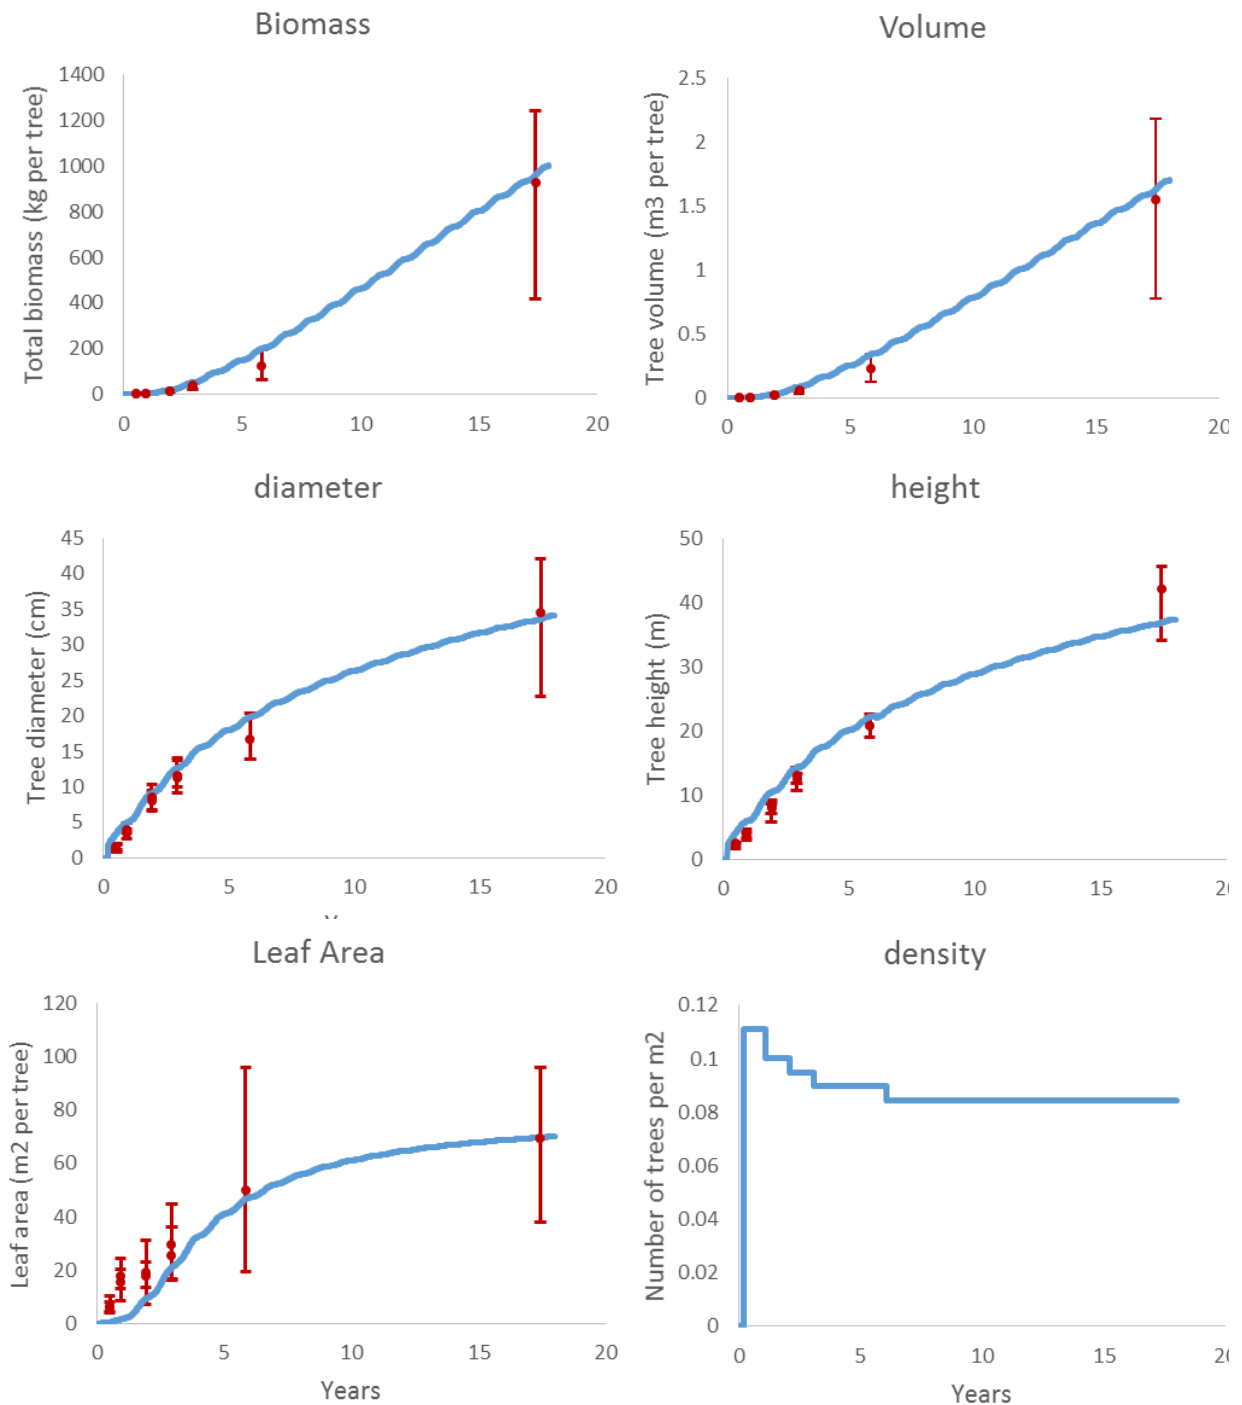 Biomass
Total biomass (kg per tree)
1400
1200
1000
800
600
400
200
0
0 5 10 15 20
Volume
Tree volume (m3 per tree)
2.5
2
1.5
1
0.5
0
0 5 10 15 20
diameter
Tree diameter (cm)
45
40
35
30
25
20
15
10
5
0
0 5 10 15 20
height
Tree height (m)
50
40
30
20
10
0
0 5 10 15
Leaf Area
Leaf area (m2 per tree)
120
100
80
60
40
20
0
0 5 10 15 20
Years
density
Number of trees per m2
0.12
0.1
0.08
0.06
0.04
0.02
0
0 5 10 15
Years